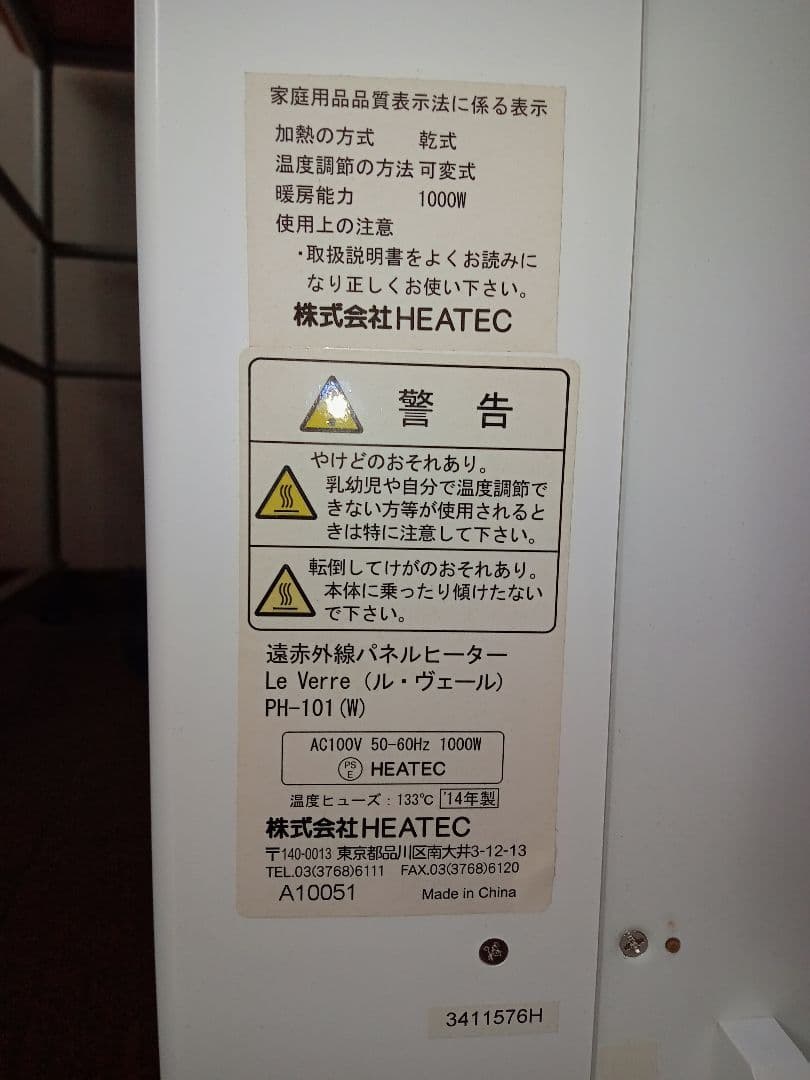 家庭用品品質表示法に係る表示
加熱の方式 乾式
温度調節の方法 可変式
暖房能力 1000W
使用上の注意
・取扱説明書をよくお読みに
なり正しくお使い下さい。
株式会社HEATEC
警告
やけどのおそれあり。
乳幼児や自分で温度調節で
きない方等が使用されると
きは特に注意して下さい。
転倒してけがのおそれあり。
本体に乗ったり傾けたない
で下さい。
遠赤外線パネルヒーター
Le Verre (ル・ヴェール)
PH-101(W)
AC100V 50-60Hz 1000W
PSE HEATEC
温度ヒューズ：133℃ '14年製
株式会社HEATEC
〒140-0013 東京都品川区南大井3-12-13
TEL.03(3768)6111 FAX.03(3768)6120
A10051 Made in China
3411576H